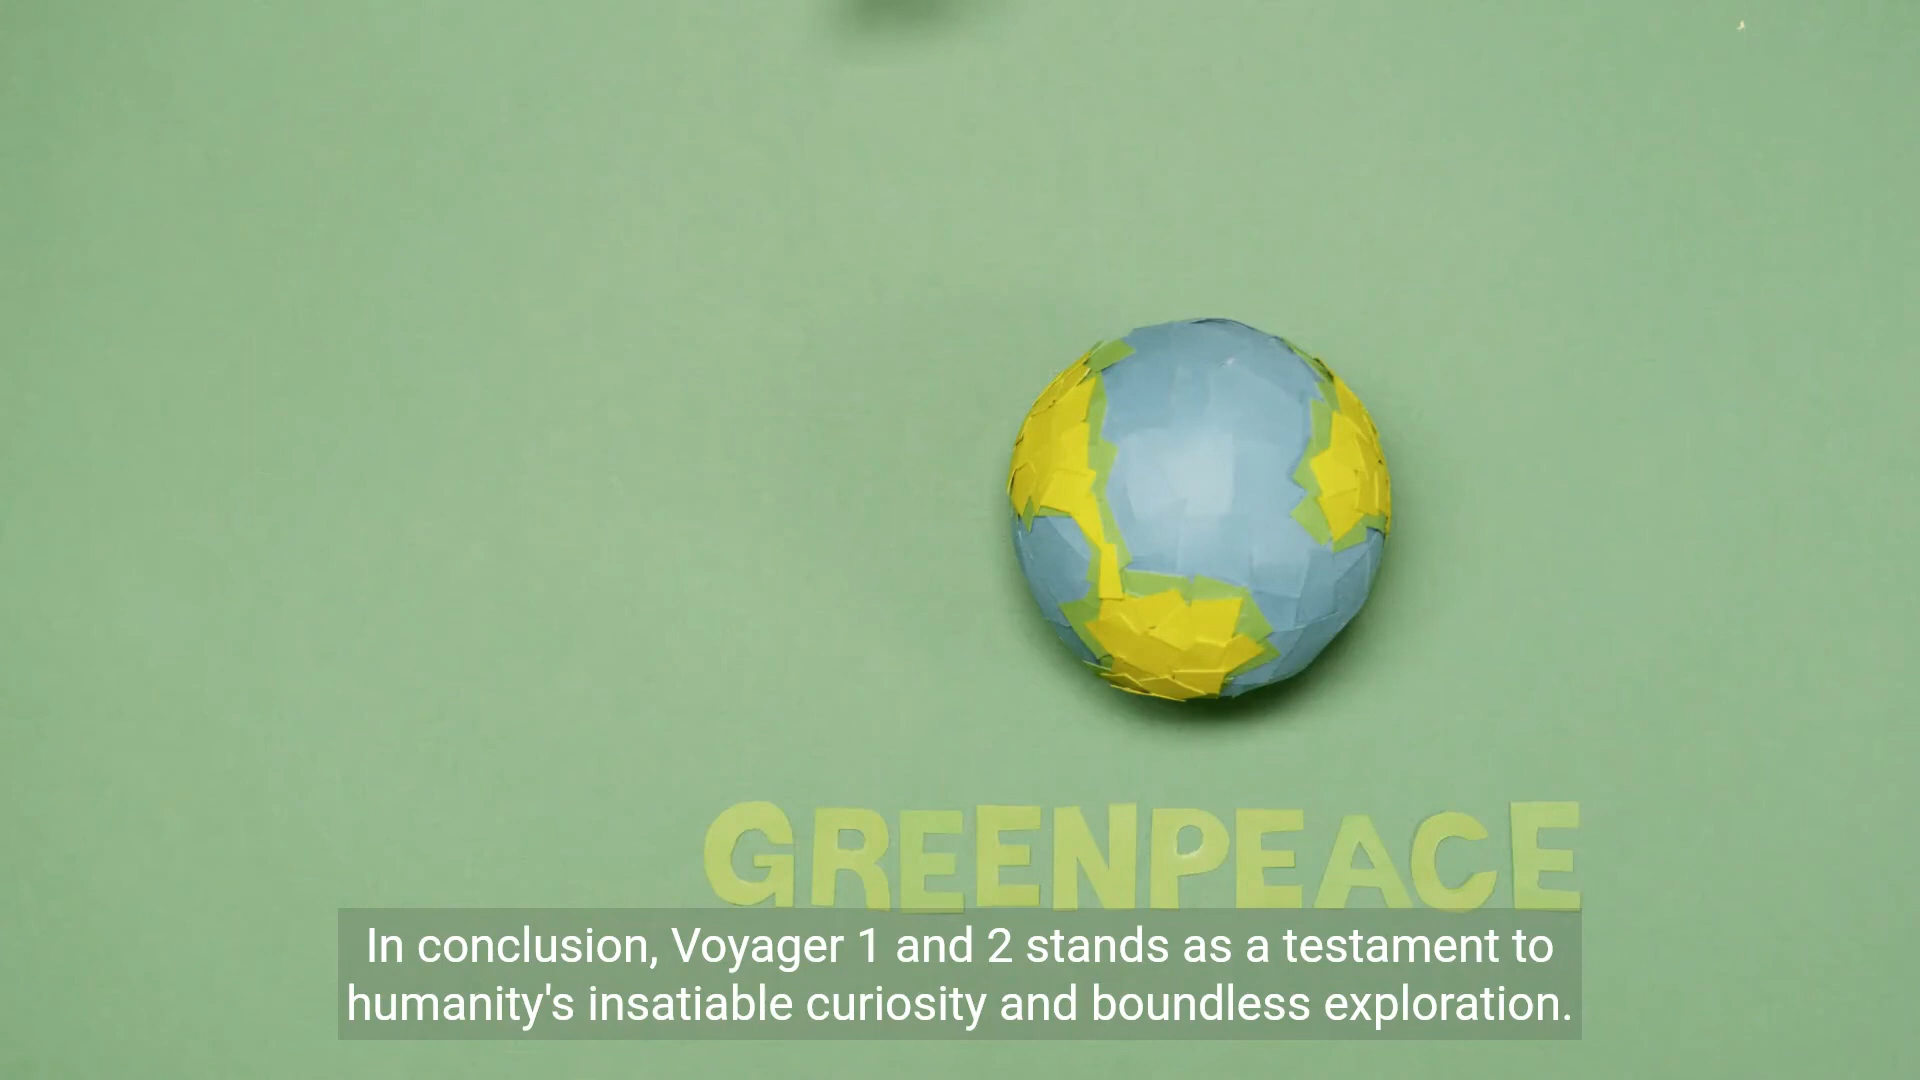 GREENPEACE
In conclusion, Voyager 1 and 2 stands as a testament to
humanity's insatiable curiosity and boundless exploration.